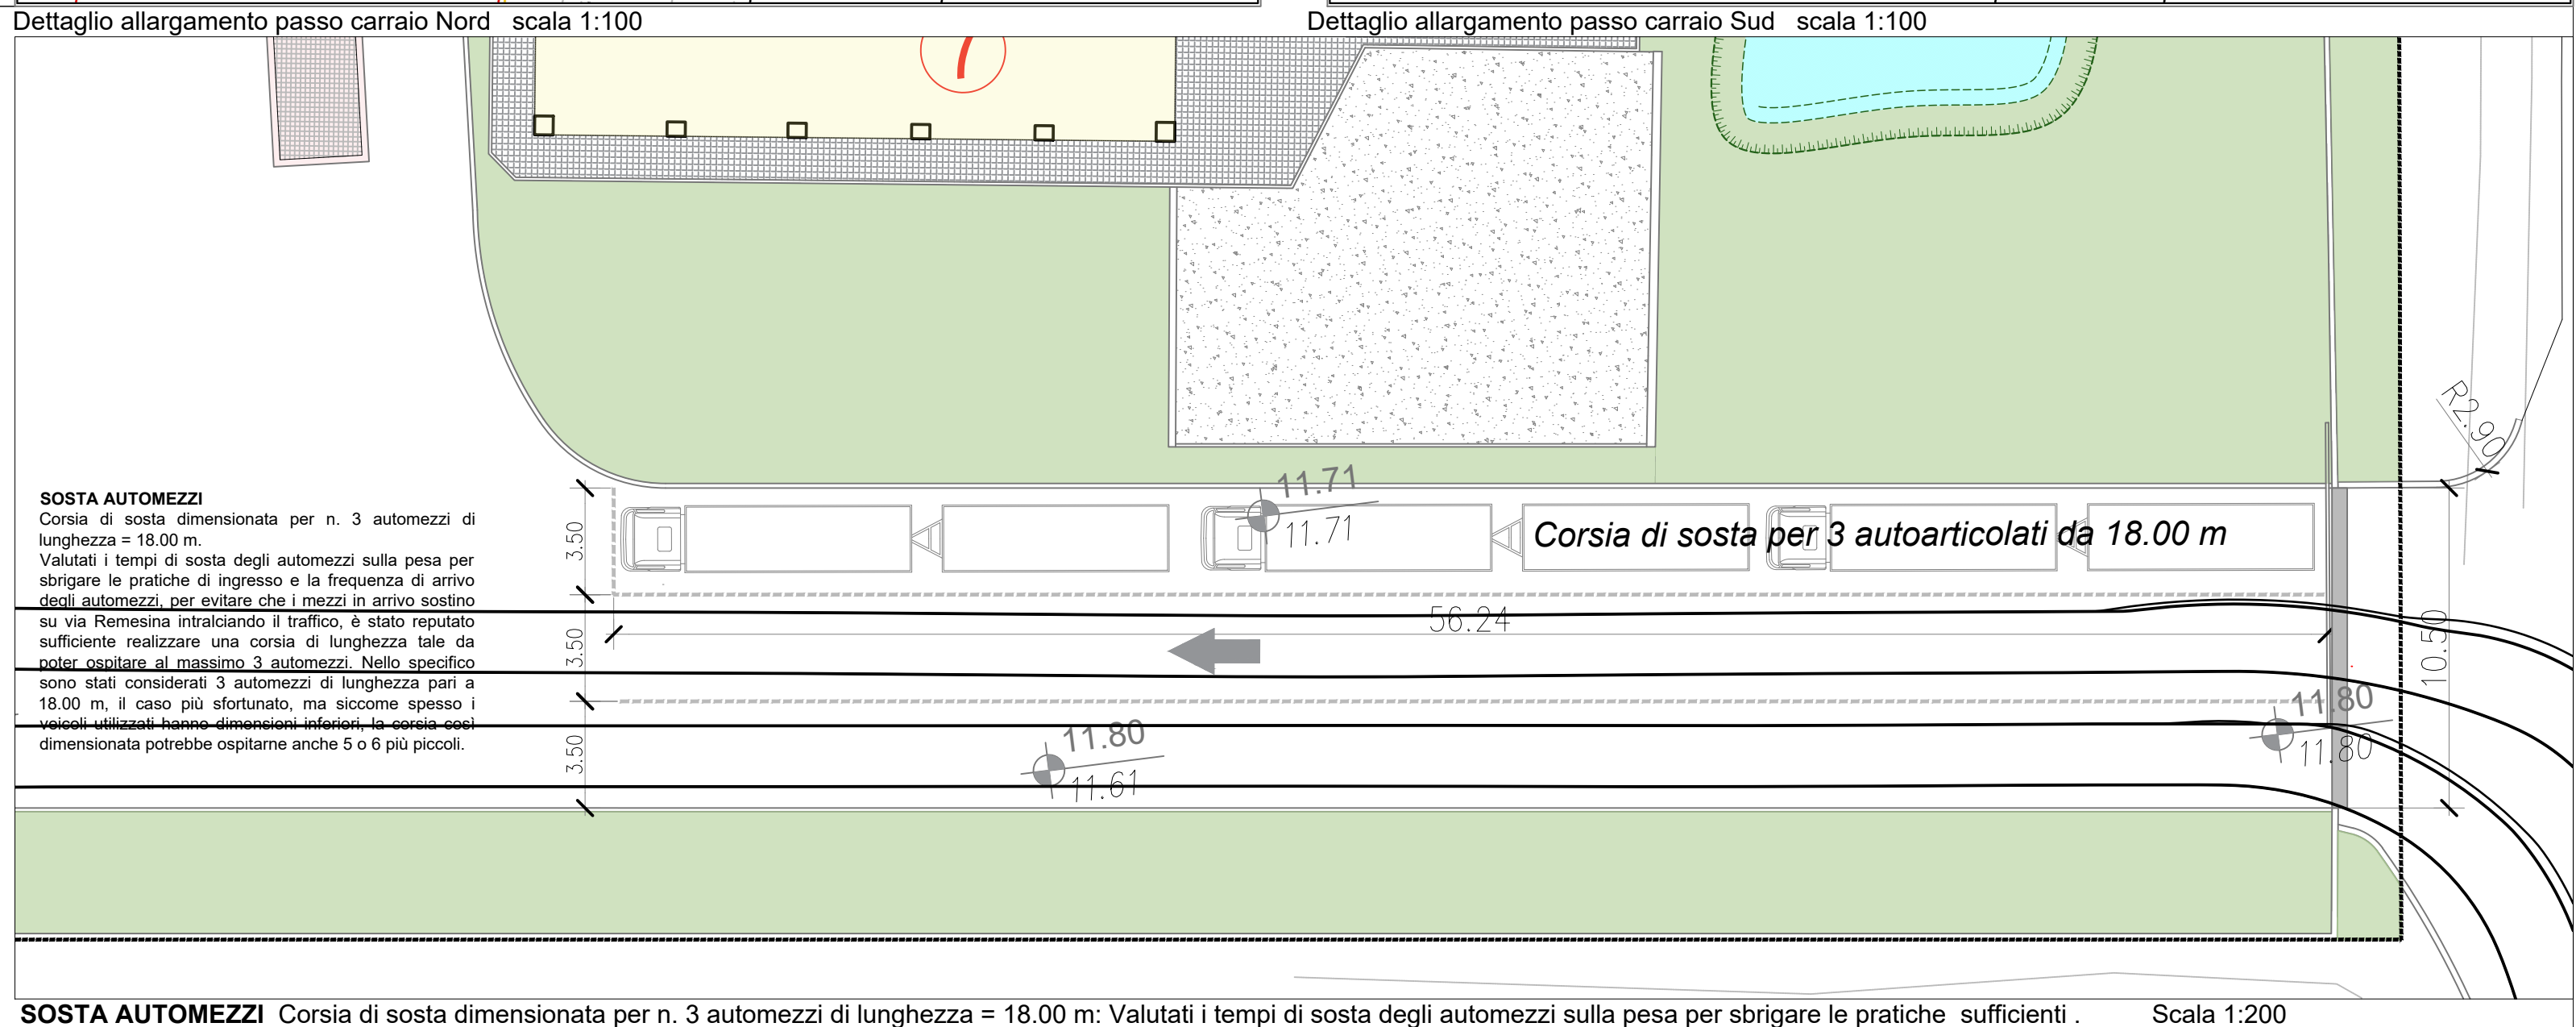 Dettaglio allargamento passo carraio Nord scala 1:100
Dettaglio allargamento passo carraio Sud scala 1:100
R2.90
SOSTA AUTOMEZZI
Corsia di sosta dimensionata per n. 3 automezzi di
lunghezza = 18.00 m.
Valutati i tempi di sosta degli automezzi sulla pesa per
sbrigare le pratiche di ingresso e la frequenza di arrivo
degli automezzi, per evitare che i mezzi in arrivo sostino
su via Remesina intralciando il traffico, è stato reputato
sufficiente realizzare una corsia di lunghezza tale da
poter ospitare al massimo 3 automezzi. Nello specifico
sono stati considerati 3 automezzi di lunghezza pari a
18.00 m, il caso più sfortunato, ma siccome spesso i
veicoli utilizzati hanno dimensioni inferiori, la corsia così
dimensionata potrebbe ospitarne anche 5 o 6 più piccoli.
3.50
3.50
3.50
11.71
11.71
Corsia di sosta per 3 autoarticolati da 18.00 m
56.24
10.50
11.80
11.61
11.80
11.80
SOSTA AUTOMEZZI Corsia di sosta dimensionata per n. 3 automezzi di lunghezza = 18.00 m: Valutati i tempi di sosta degli automezzi sulla pesa per sbrigare le pratiche sufficienti . Scala 1:200